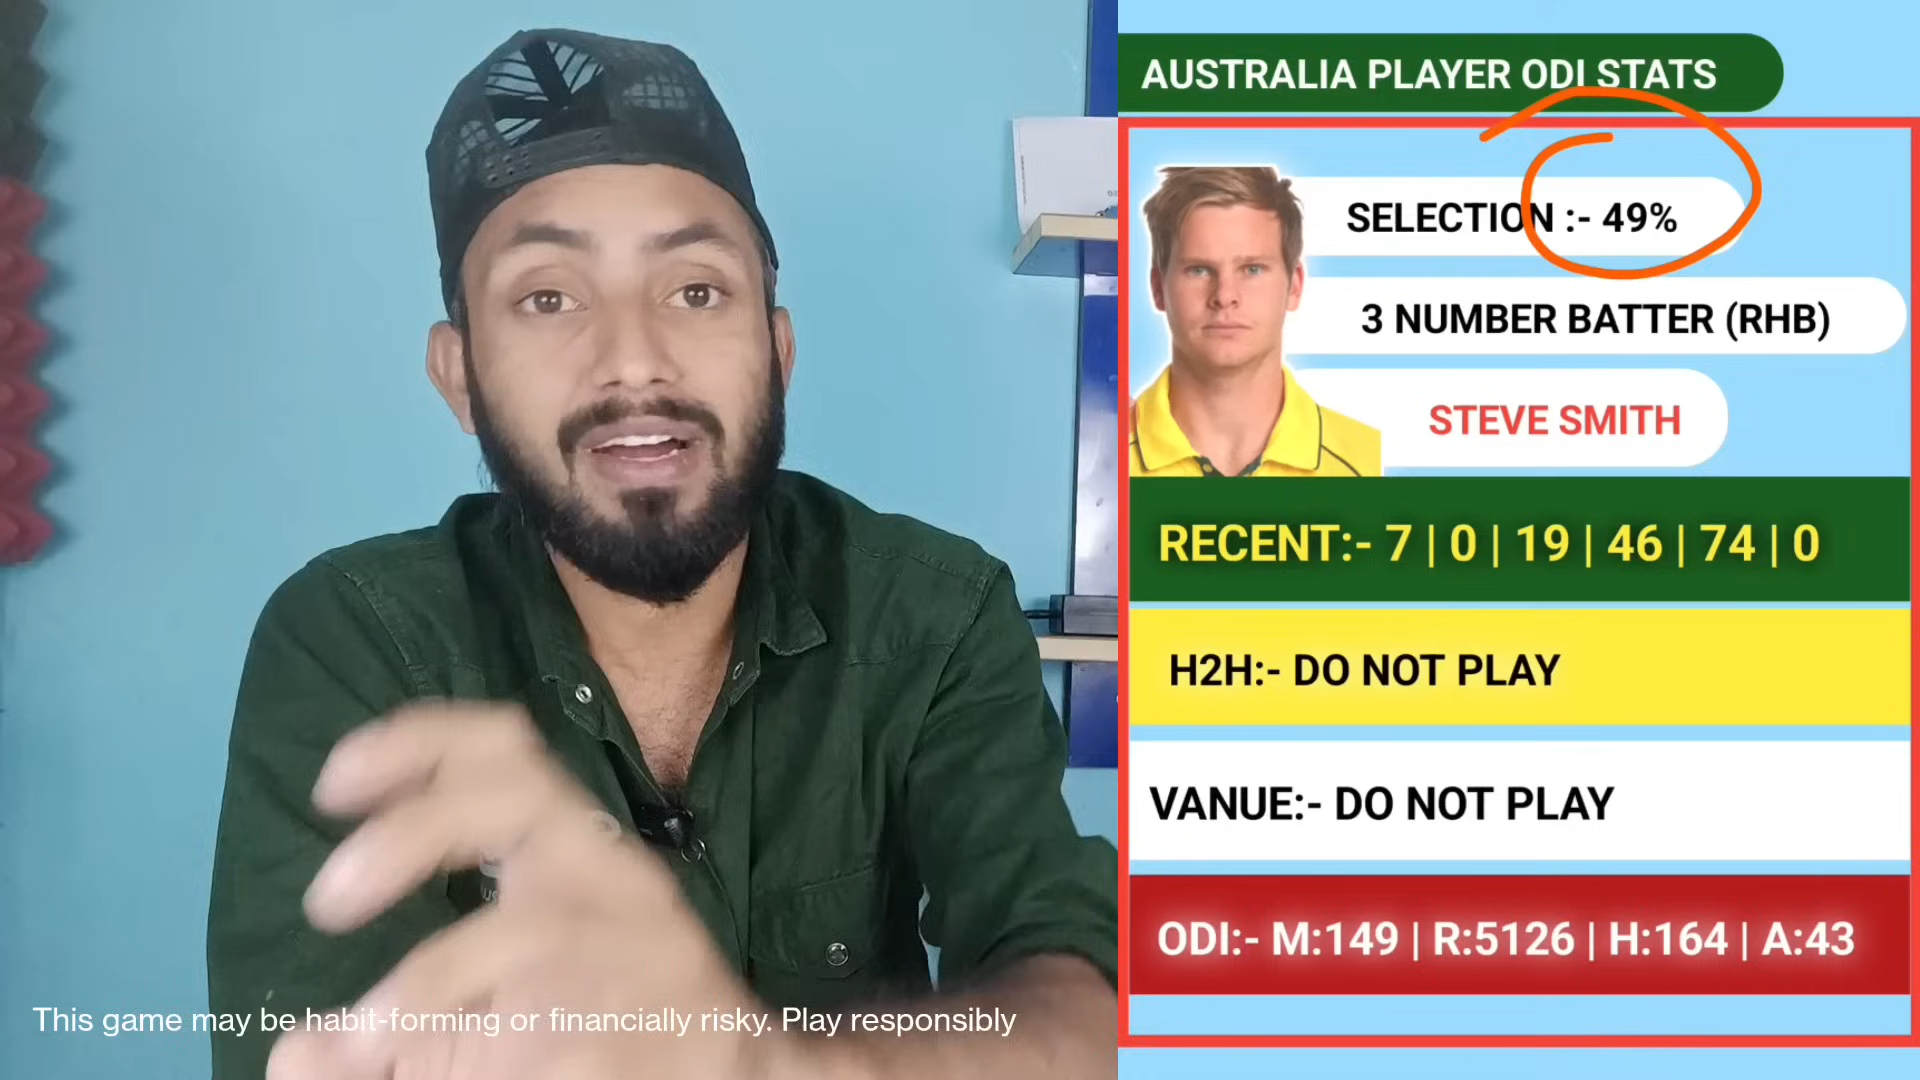 AUSTRALIA PLAYER ODI STATS
SELECTION :- 49%
3 NUMBER BATTER (RHB)
STEVE SMITH
RECENT:- 7 | 0 | 19 | 46 | 74 | 0
H2H:- DO NOT PLAY
VANUE:- DO NOT PLAY
ODI:- M:149 | R:5126 | H:164 | A:43
This game may be habit-forming or financially risky. Play responsibly